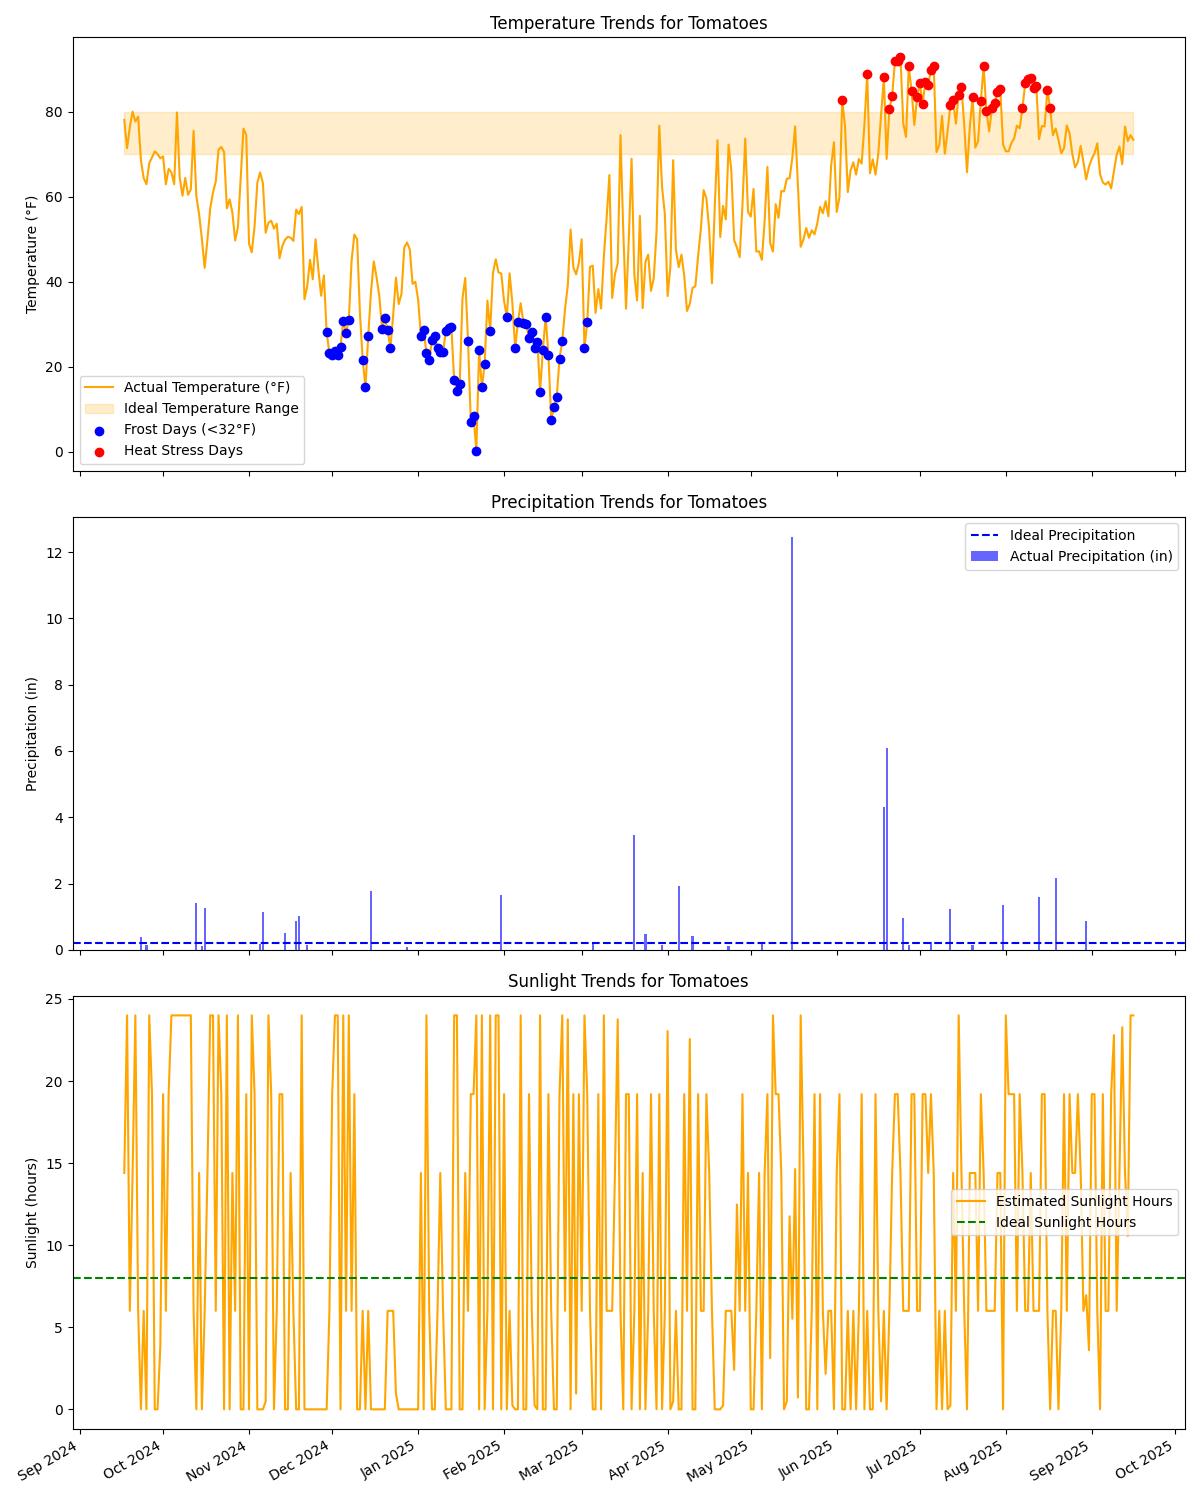 Temperature Trends for Tomatoes
Temperature (°F)
80
60
40
20
0
Actual Temperature (°F)
Ideal Temperature Range
Frost Days (<32°F)
Heat Stress Days
Precipitation Trends for Tomatoes
Precipitation (in)
12
10
8
6
4
2
0
Ideal Precipitation
Actual Precipitation (in)
Sunlight Trends for Tomatoes
Sunlight (hours)
25
20
15
10
5
0
Estimated Sunlight Hours
Ideal Sunlight Hours
Sep 2024
Oct 2024
Nov 2024
Dec 2024
Jan 2025
Feb 2025
Mar 2025
Apr 2025
May 2025
Jun 2025
Jul 2025
Aug 2025
Sep 2025
Oct 2025